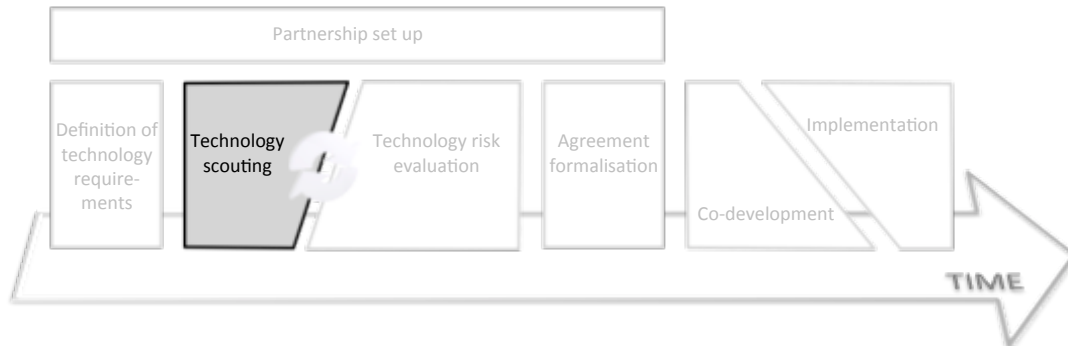 Partnership set up
Definition of
technology
require-
ments
Technology
scouting
Technology risk
evaluation
Agreement
formalisation
Co-development
Implementation
TIME